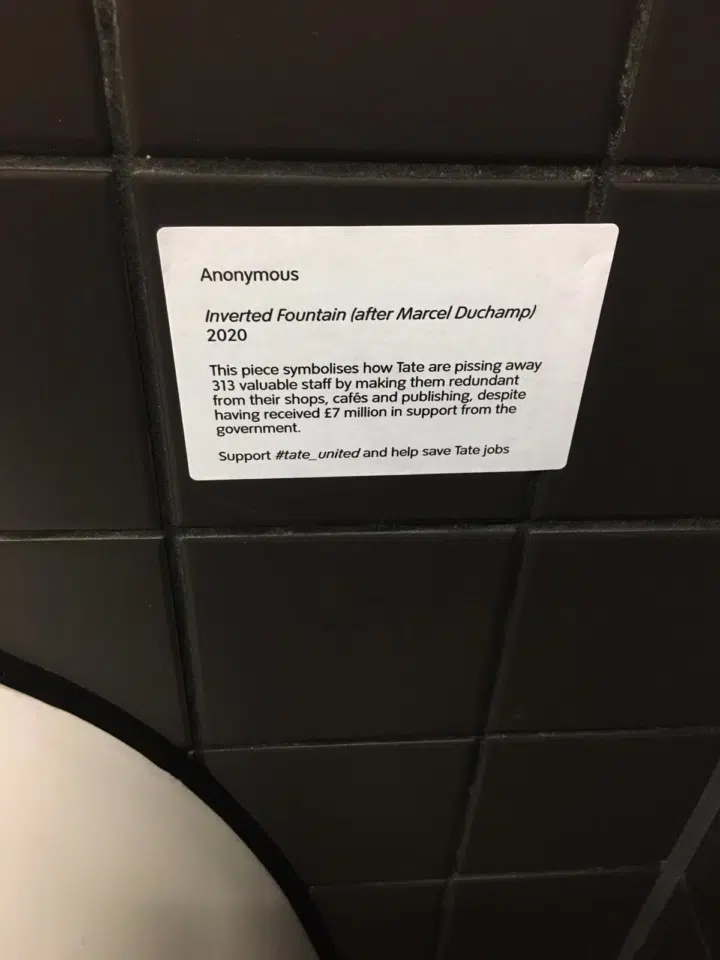 Anonymous
Inverted Fountain (after Marcel Duchamp)
2020
This piece symbolises how Tate are pissing away
313 valuable staff by making them redundant
from their shops, cafés and publishing, despite
having received £7 million in support from the
government.
Support #tate_united and help save Tate jobs